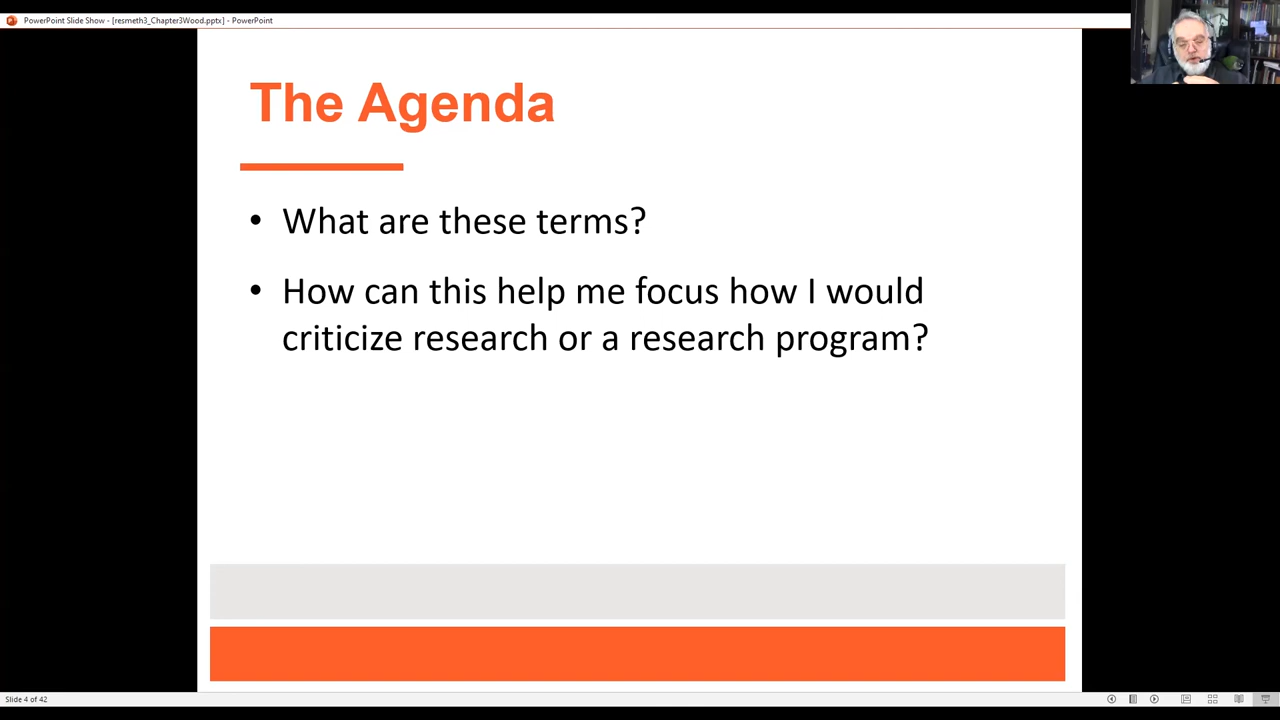 PowerPoint Slide Show - [resmeth3_Chapter3Wood.pptx] - PowerPoint
The Agenda
• What are these terms?
• How can this help me focus how I would
criticize research or a research program?
Slide 4 of 42